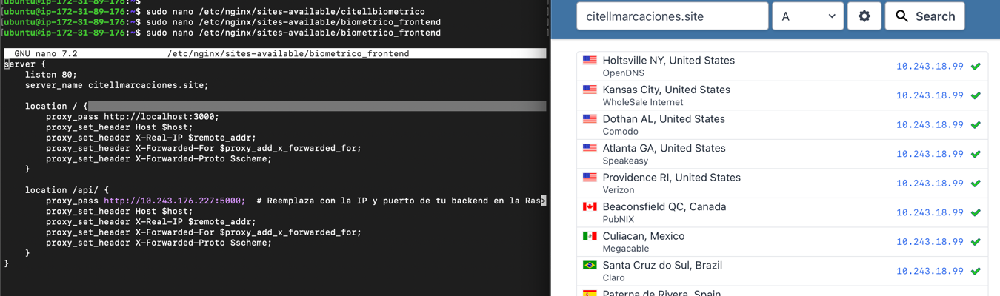 [ubuntu@ip-172-31-89-176:~$
[ubuntu@ip-172-31-89-176:~$ sudo nano /etc/nginx/sites-available/citellbiometrico ]
[ubuntu@ip-172-31-89-176:~$ sudo nano /etc/nginx/sites-available/biometrico_frontend ]
[ubuntu@ip-172-31-89-176:~$ sudo nano /etc/nginx/sites-available/biometrico_frontend ]
GNU nano 7.2 /etc/nginx/sites-available/biometrico_frontend
server {
listen 80;
server_name citellmarcaciones.site;
location / {
proxy_pass http://localhost:3000;
proxy_set_header Host $host;
proxy_set_header X-Real-IP $remote_addr;
proxy_set_header X-Forwarded-For $proxy_add_x_forwarded_for;
proxy_set_header X-Forwarded-Proto $scheme;
}
location /api/ {
proxy_pass http://10.243.176.227:5000; # Reemplaza con la IP y puerto de tu backend en la Ras>
proxy_set_header Host $host;
proxy_set_header X-Real-IP $remote_addr;
proxy_set_header X-Forwarded-For $proxy_add_x_forwarded_for;
proxy_set_header X-Forwarded-Proto $scheme;
}
}
citellmarcaciones.site A Search
Holtsville NY, United States
OpenDNS
10.243.18.99
Kansas City, United States
WholeSale Internet
10.243.18.99
Dothan AL, United States
Comodo
10.243.18.99
Atlanta GA, United States
Speakeasy
10.243.18.99
Providence RI, United States
Verizon
10.243.18.99
Beaconsfield QC, Canada
PubNIX
10.243.18.99
Culiacan, Mexico
Megacable
10.243.18.99
Santa Cruz do Sul, Brazil
Claro
10.243.18.99
Paterna de Rivera, Spain